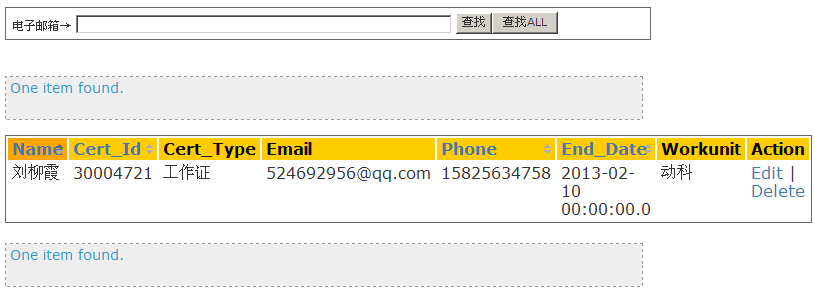 电子邮箱→ 查找 查找ALL
One item found.
Name Cert_Id Cert_Type Email Phone End_Date Workunit Action
刘柳霞 30004721 工作证 524692956@qq.com 15825634758 2013-02- 动科 Edit |
10 Delete
00:00:00.0
One item found.